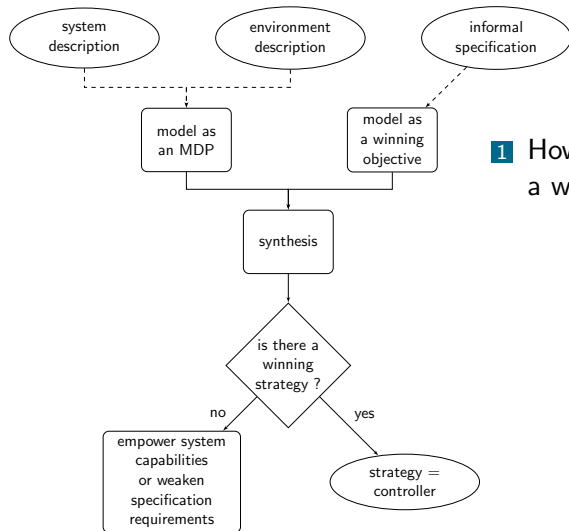 system
description
environment
description
informal
specification
model as
an MDP
model as
a winning
objective
1 How
a w
synthesis
is there a
winning
strategy ?
no
yes
empower system
capabilities
or weaken
specification
requirements
strategy =
controller